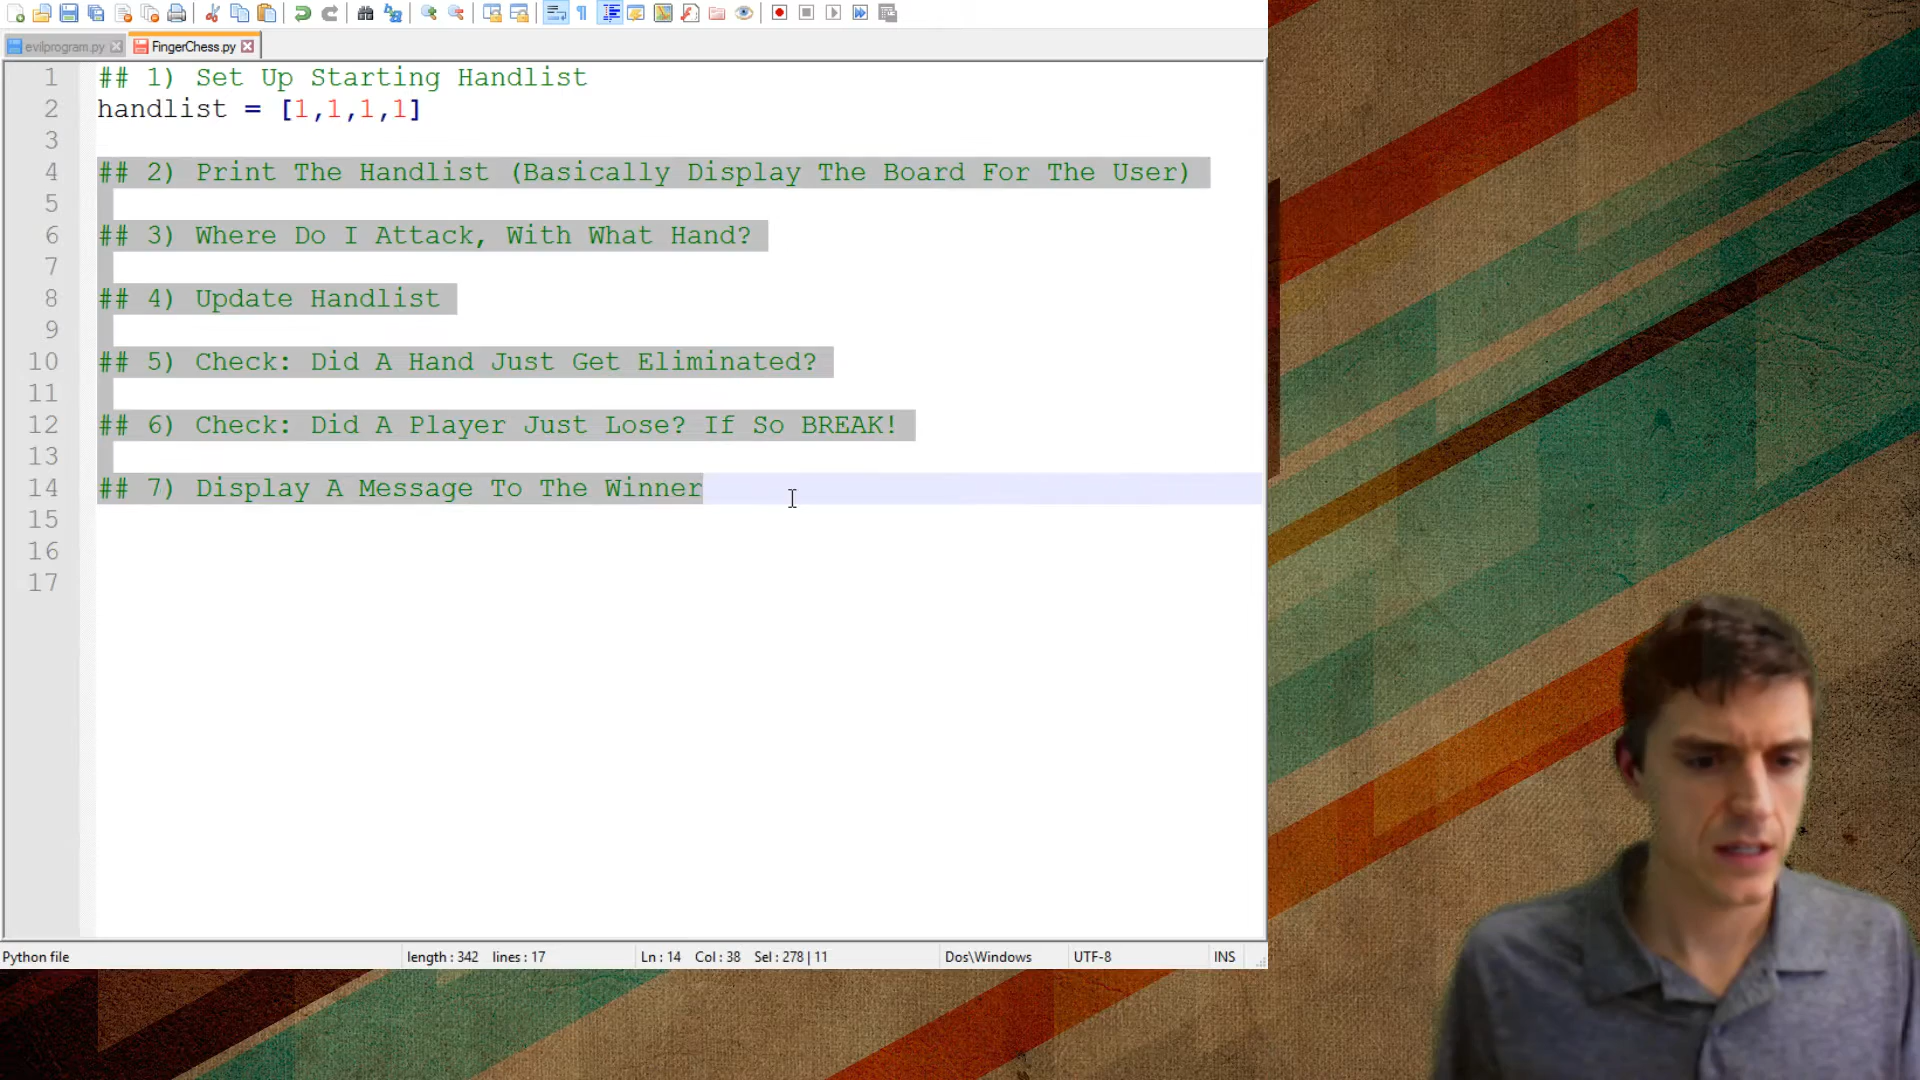 evilprogram.py
FingerChess.py
1 ## 1) Set Up Starting Handlist
2 handlist = [1,1,1,1]
3
4 ## 2) Print The Handlist (Basically Display The Board For The User)
5
6 ## 3) Where Do I Attack, With What Hand?
7
8 ## 4) Update Handlist
9
10 ## 5) Check: Did A Hand Just Get Eliminated?
11
12 ## 6) Check: Did A Player Just Lose? If So BREAK!
13
14 ## 7) Display A Message To The Winner
15
16
17
Python file length : 342 lines : 17 Ln : 14 Col : 38 Sel : 278 | 11 Dos\Windows UTF-8 INS